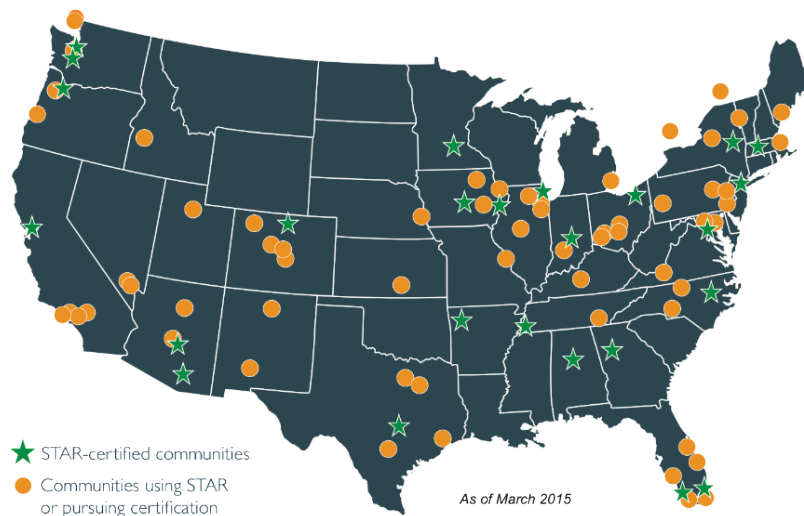 STAR-certified communities
Communities using STAR
or pursuing certification
As of March 2015